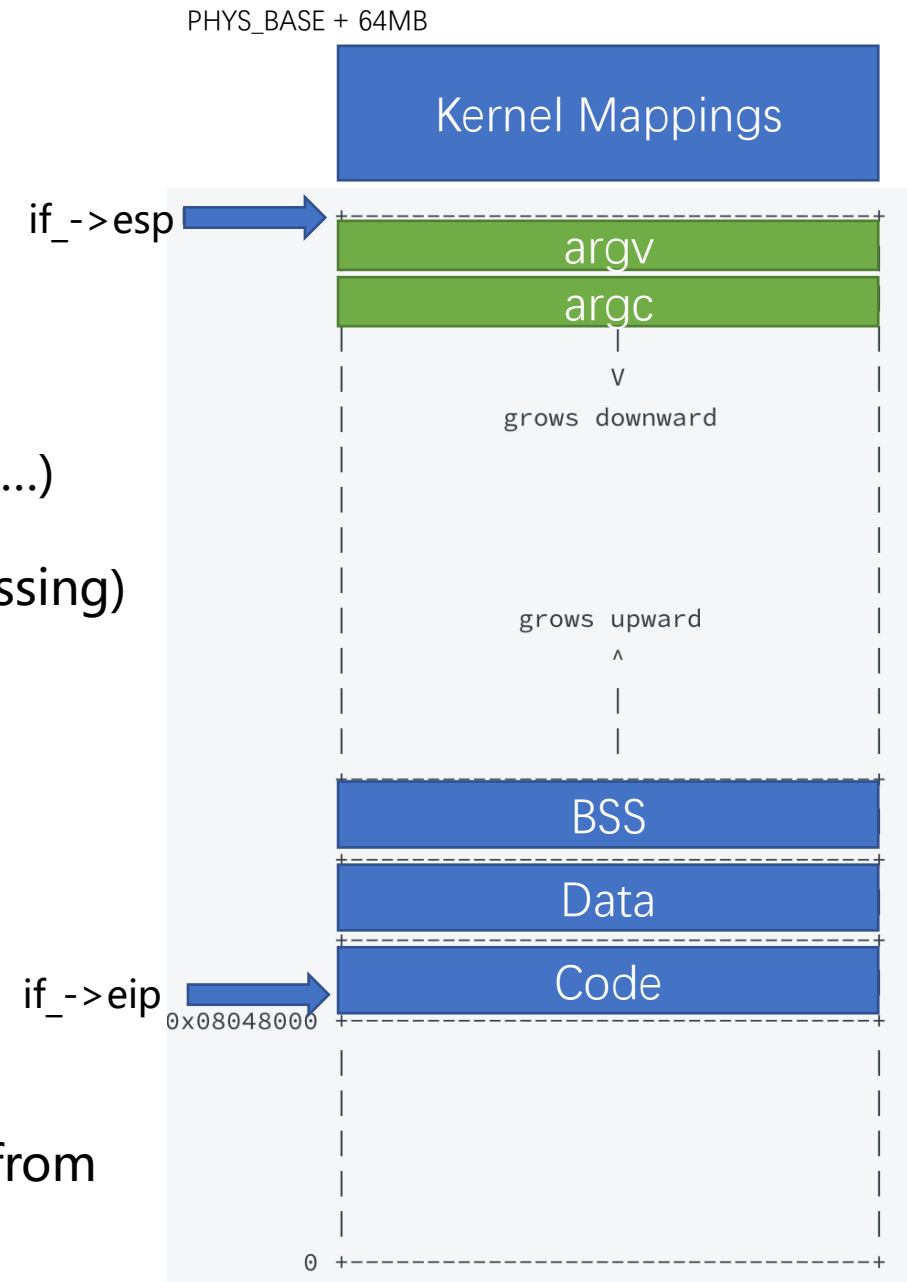 PHYS_BASE + 64MB
Kernel Mappings
if_->esp
argv
argc
V
grows downward
...)
ssing)
grows upward
^
BSS
Data
Code
if_->eip
0x08048000
from
0